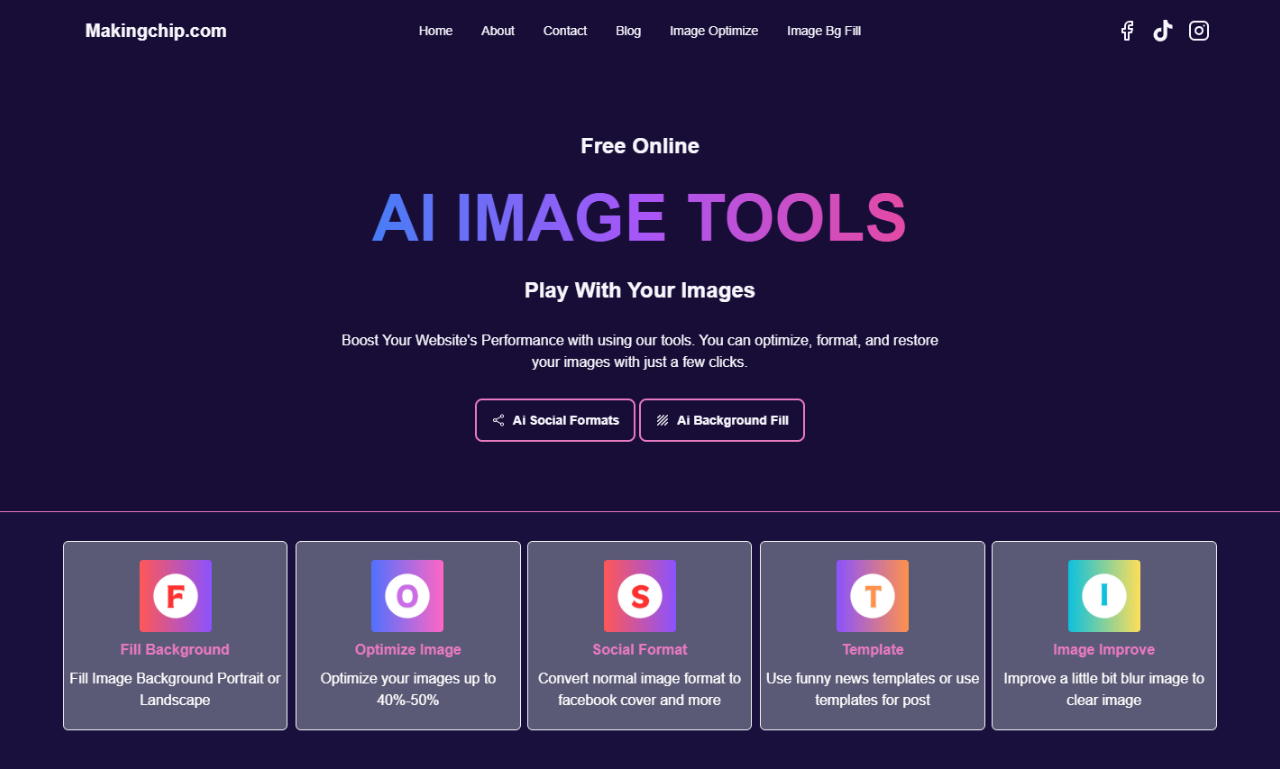 Makingchip.com
Home About Contact Blog Image Optimize Image Bg Fill
Free Online
AI IMAGE TOOLS
Play With Your Images
Boost Your Website's Performance with using our tools. You can optimize, format, and restore
your images with just a few clicks.
Ai Social Formats Ai Background Fill
F
Fill Background
Fill Image Background Portrait or
Landscape
O
Optimize Image
Optimize your images up to
40%-50%
S
Social Format
Convert normal image format to
facebook cover and more
T
Template
Use funny news templates or use
templates for post
I
Image Improve
Improve a little bit blur image to
clear image